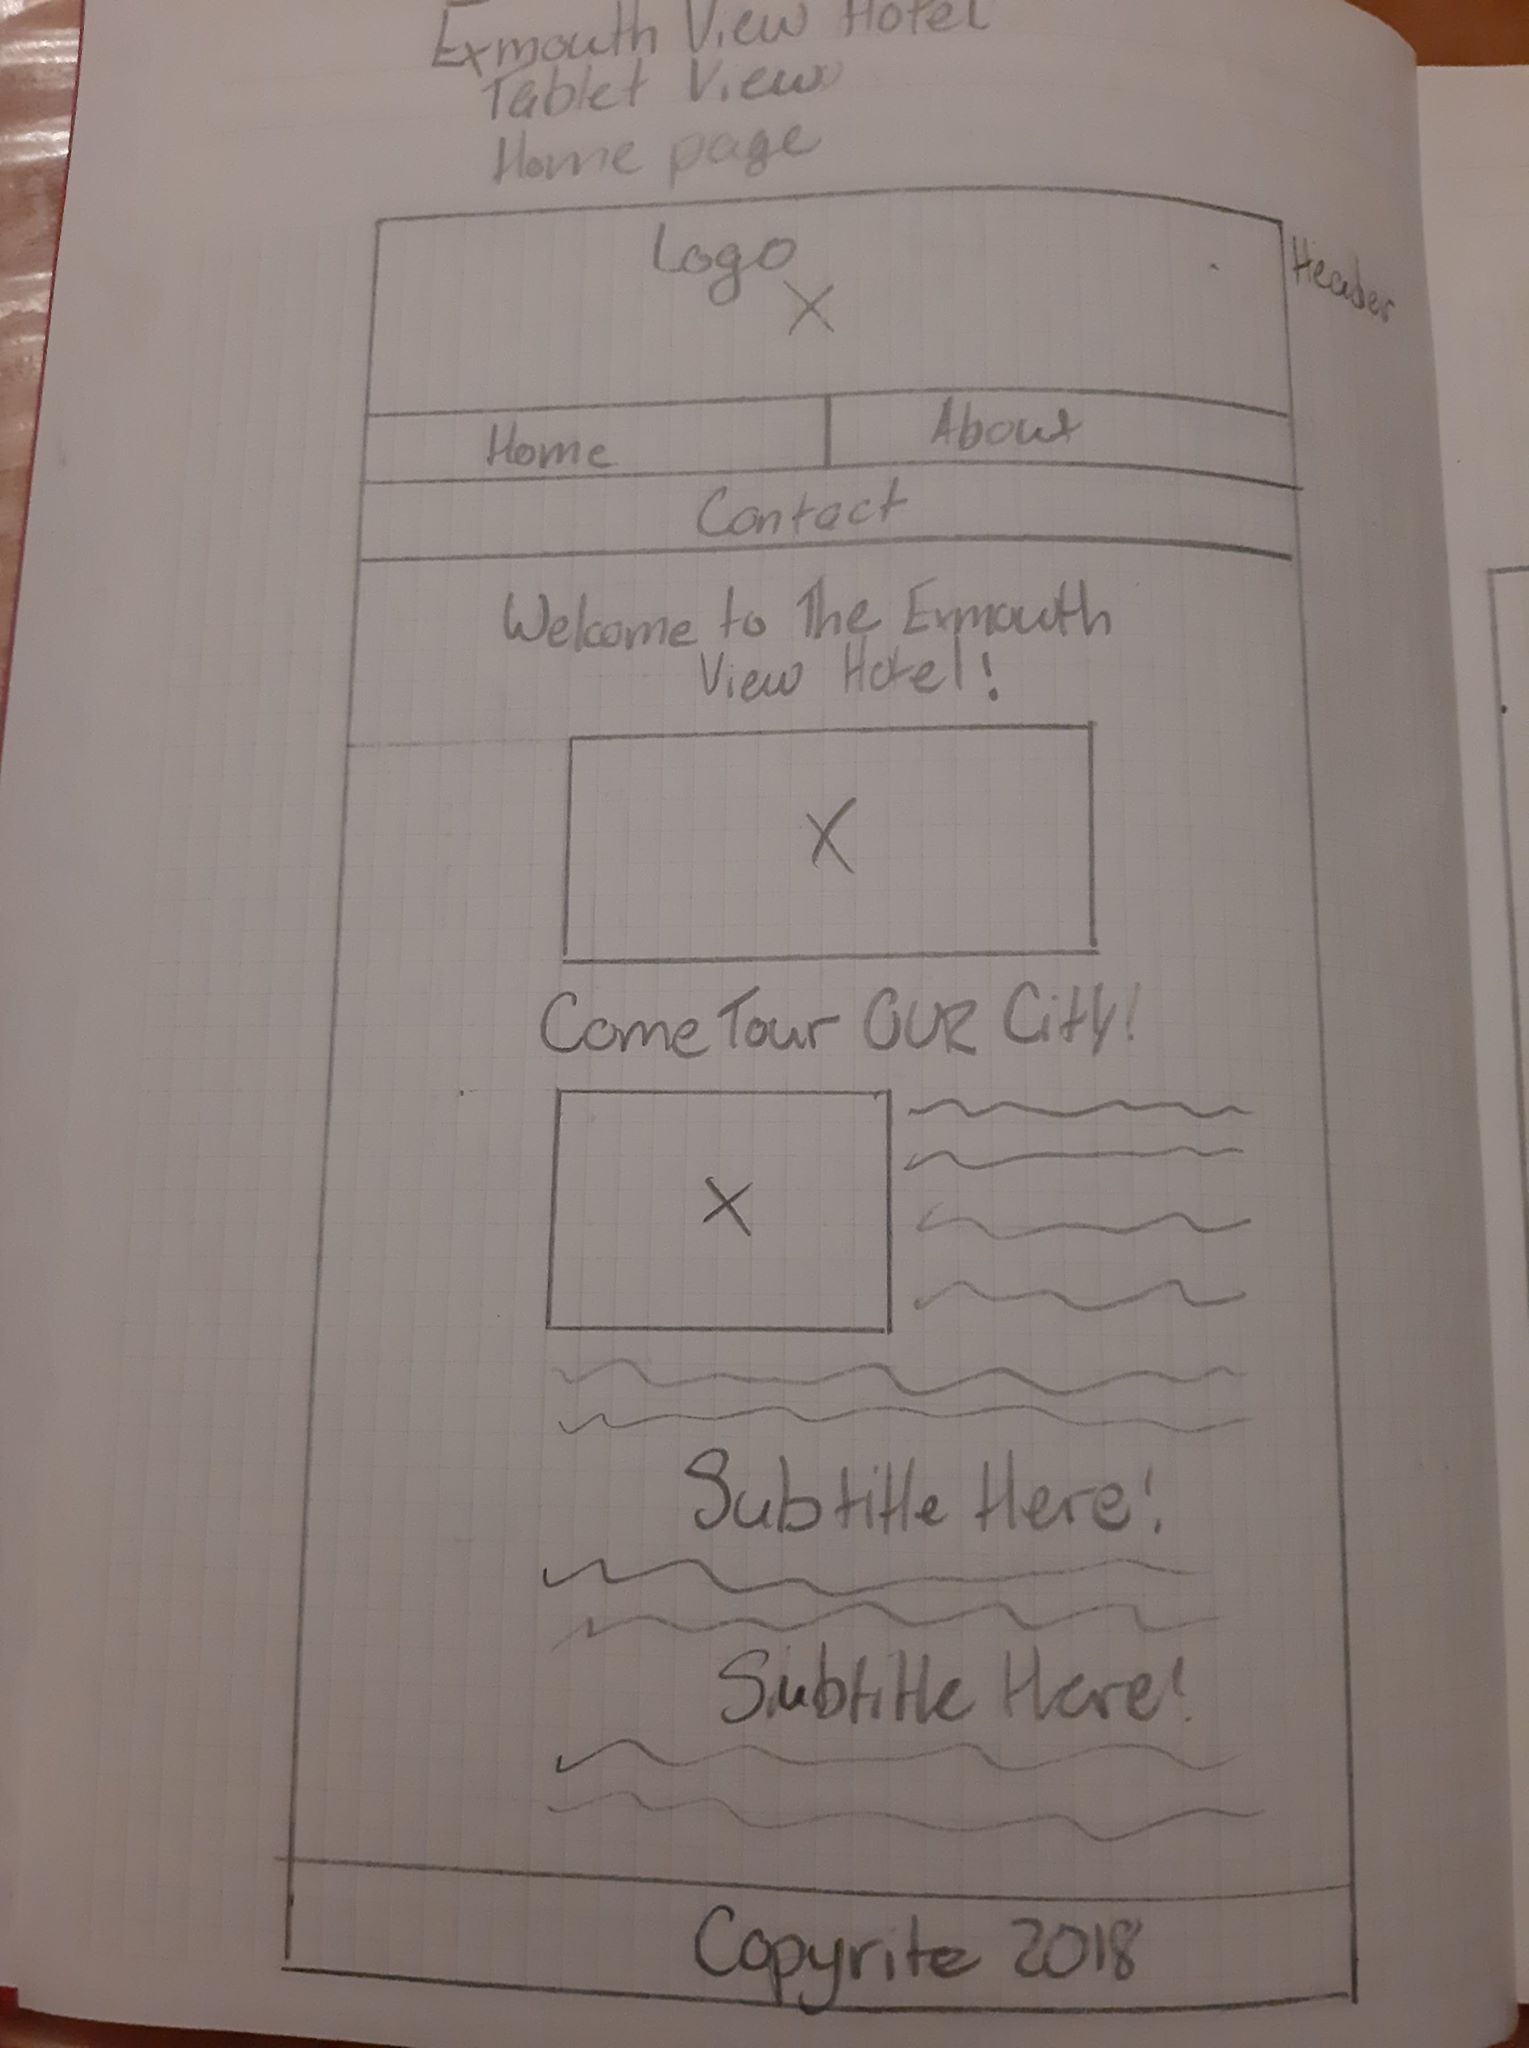 Exmouth View Hotel
Tablet View
Home page
Logo
X
Header
Home
About
Contact
Welcome to The Exmouth
View Hotel!
X
Come Tour OUR City!
X
Subtitle Here!
Subtitle Here!
Copyrite 2018